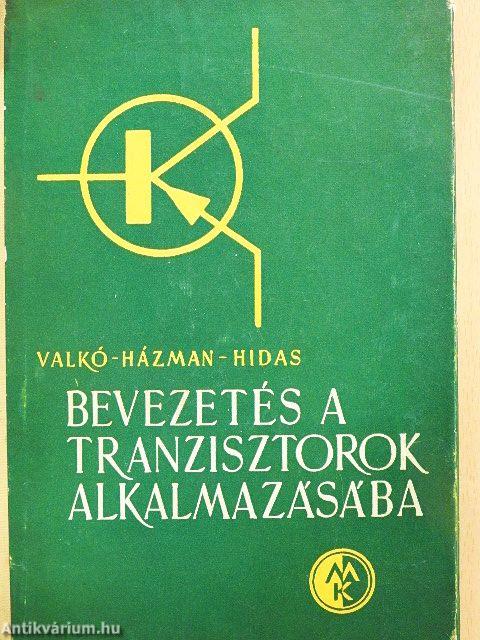 VALKÓ-HÁZMAN-HIDAS
BEVEZETÉS A
TRANZISZTOROK
ALKALMAZÁSÁBA
MK
Antikvárium.hu